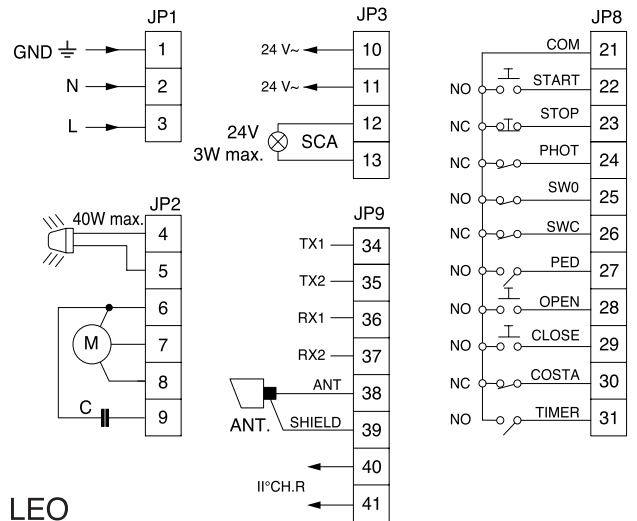 JP1
GND 1
N 2
L 3
JP2
40W max. 4
5
6
M 7
8
C 9
JP3
24 V~ 10
24 V~ 11
12
24V
SCA
3W max.
13
JP9
TX1 34
TX2 35
RX1 36
RX2 37
ANT 38
ANT. SHIELD 39
40
II°CH.R
41
JP8
COM 21
NO START 22
NC STOP 23
NC PHOT 24
NO SW0 25
NC SWC 26
NO PED 27
NO OPEN 28
NO CLOSE 29
NC COSTA 30
NO TIMER 31
LEO